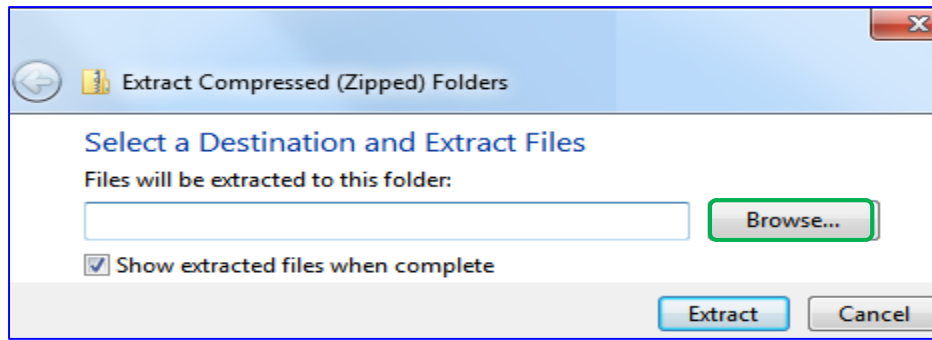 Extract Compressed (Zipped) Folders
Select a Destination and Extract Files
Files will be extracted to this folder:
Browse...
Show extracted files when complete
Extract Cancel